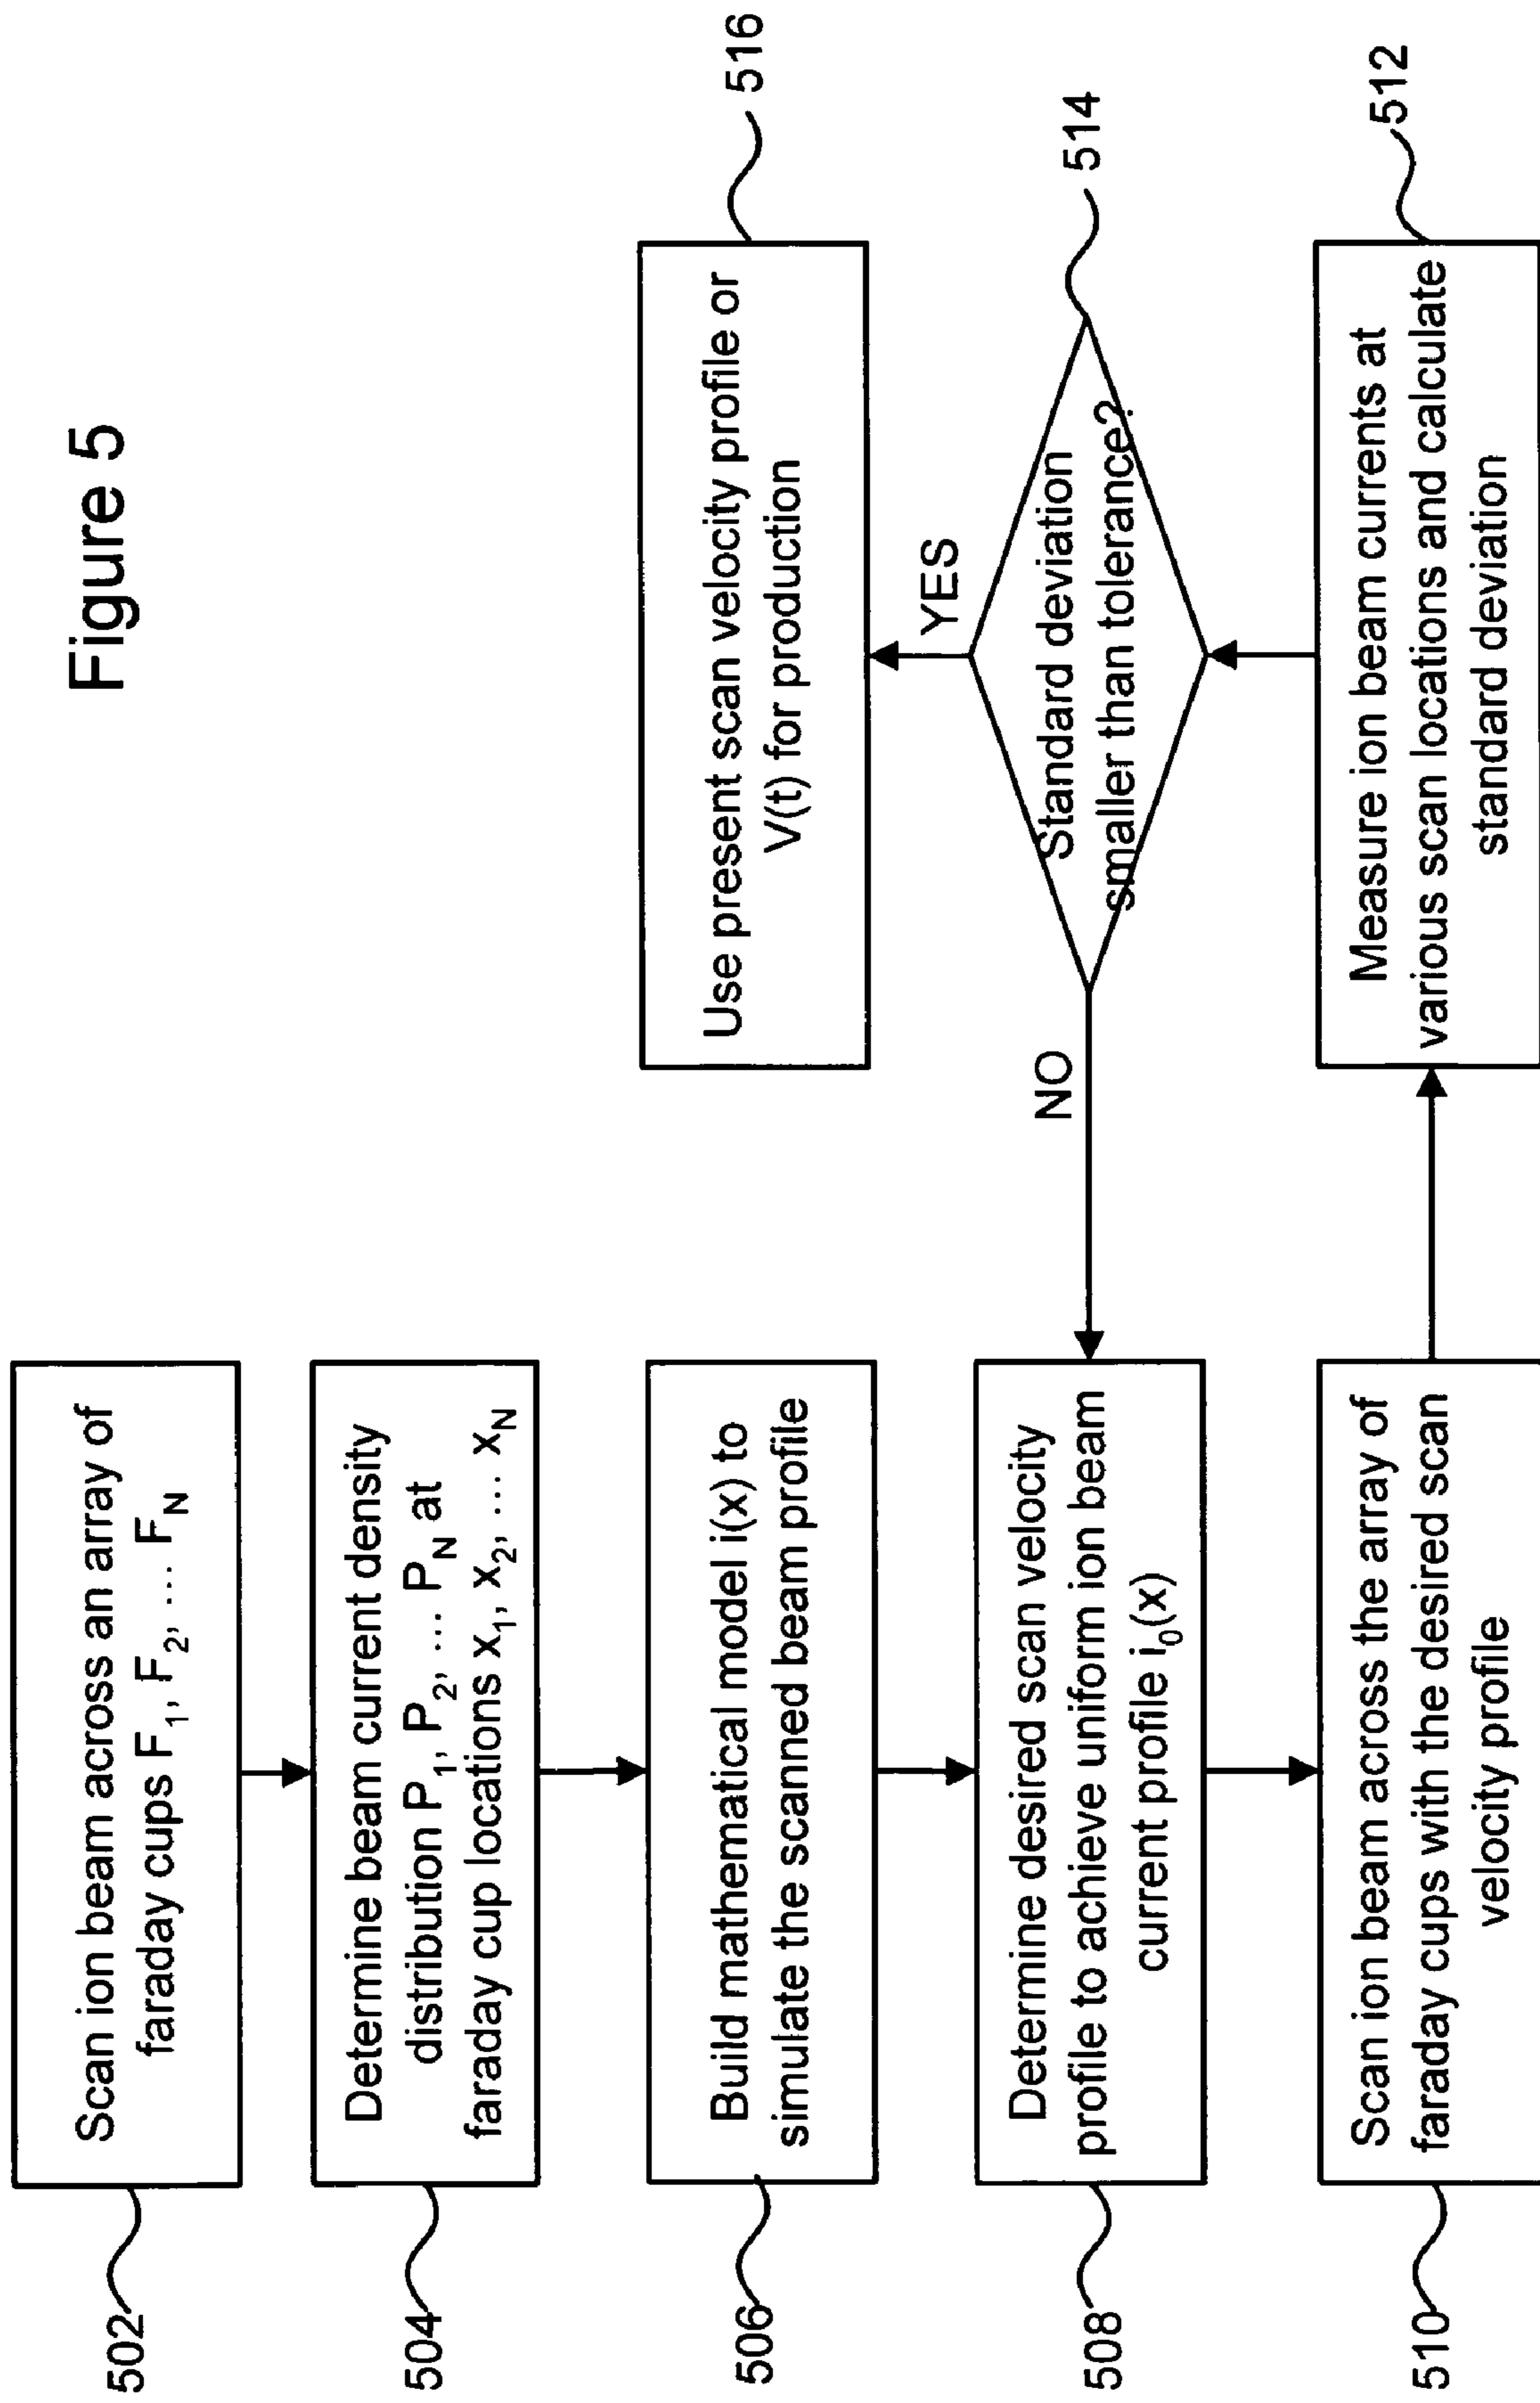 Figure 5
502
Scan ion beam across an array of
faraday cups F1, F2, ... FN
504
Determine beam current density
distribution P1, P2, ... PN at
faraday cup locations x1, x2, ... xN
506
Build mathematical model i(x) to
simulate the scanned beam profile
508
Determine desired scan velocity
profile to achieve uniform ion beam
current profile i0(x)
510
Scan ion beam across the array of
faraday cups with the desired scan
velocity profile
512
Measure ion beam currents at
various scan locations and calculate
standard deviation
514
Standard deviation
smaller than tolerance?
NO
YES
516
Use present scan velocity profile or
V(t) for production